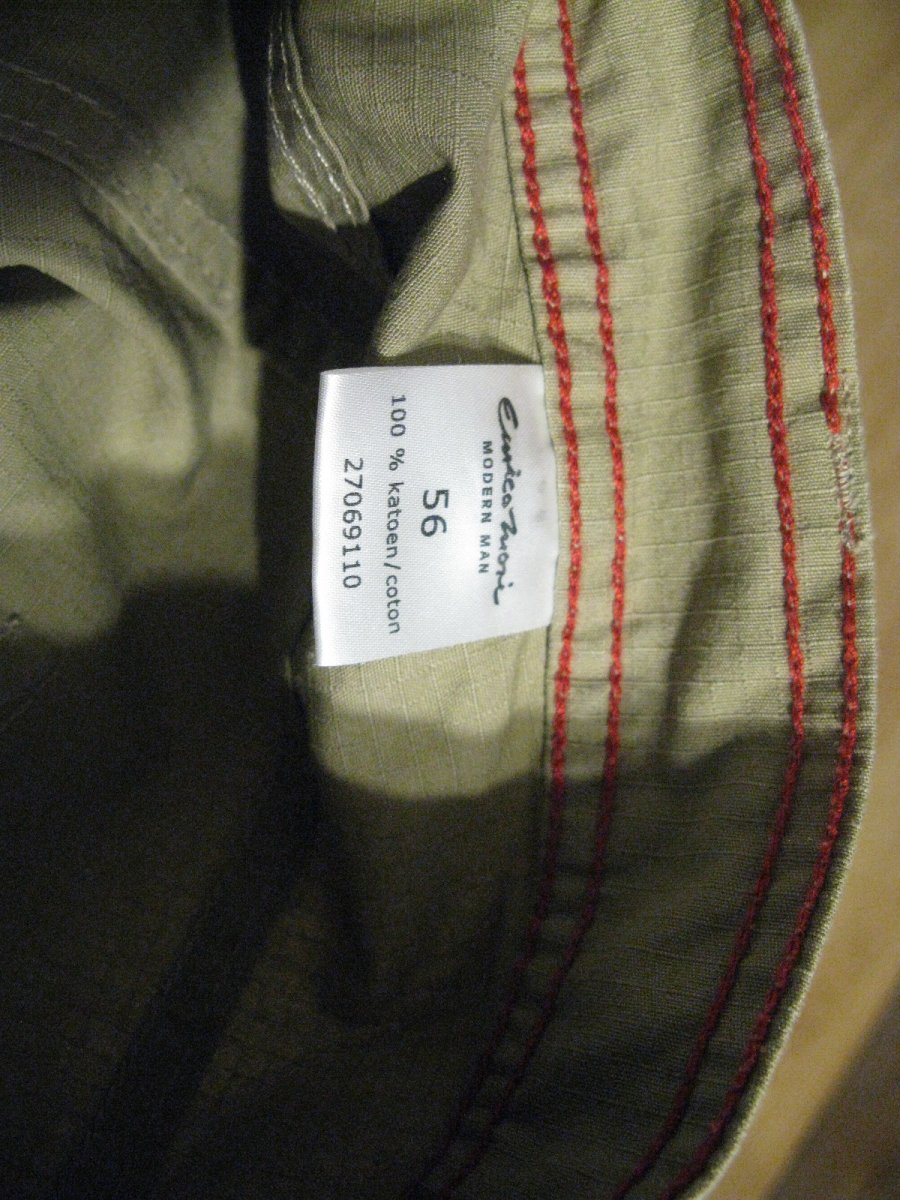 Enrico Mori
MODERN MAN
56
100 % katoen/coton
27069110